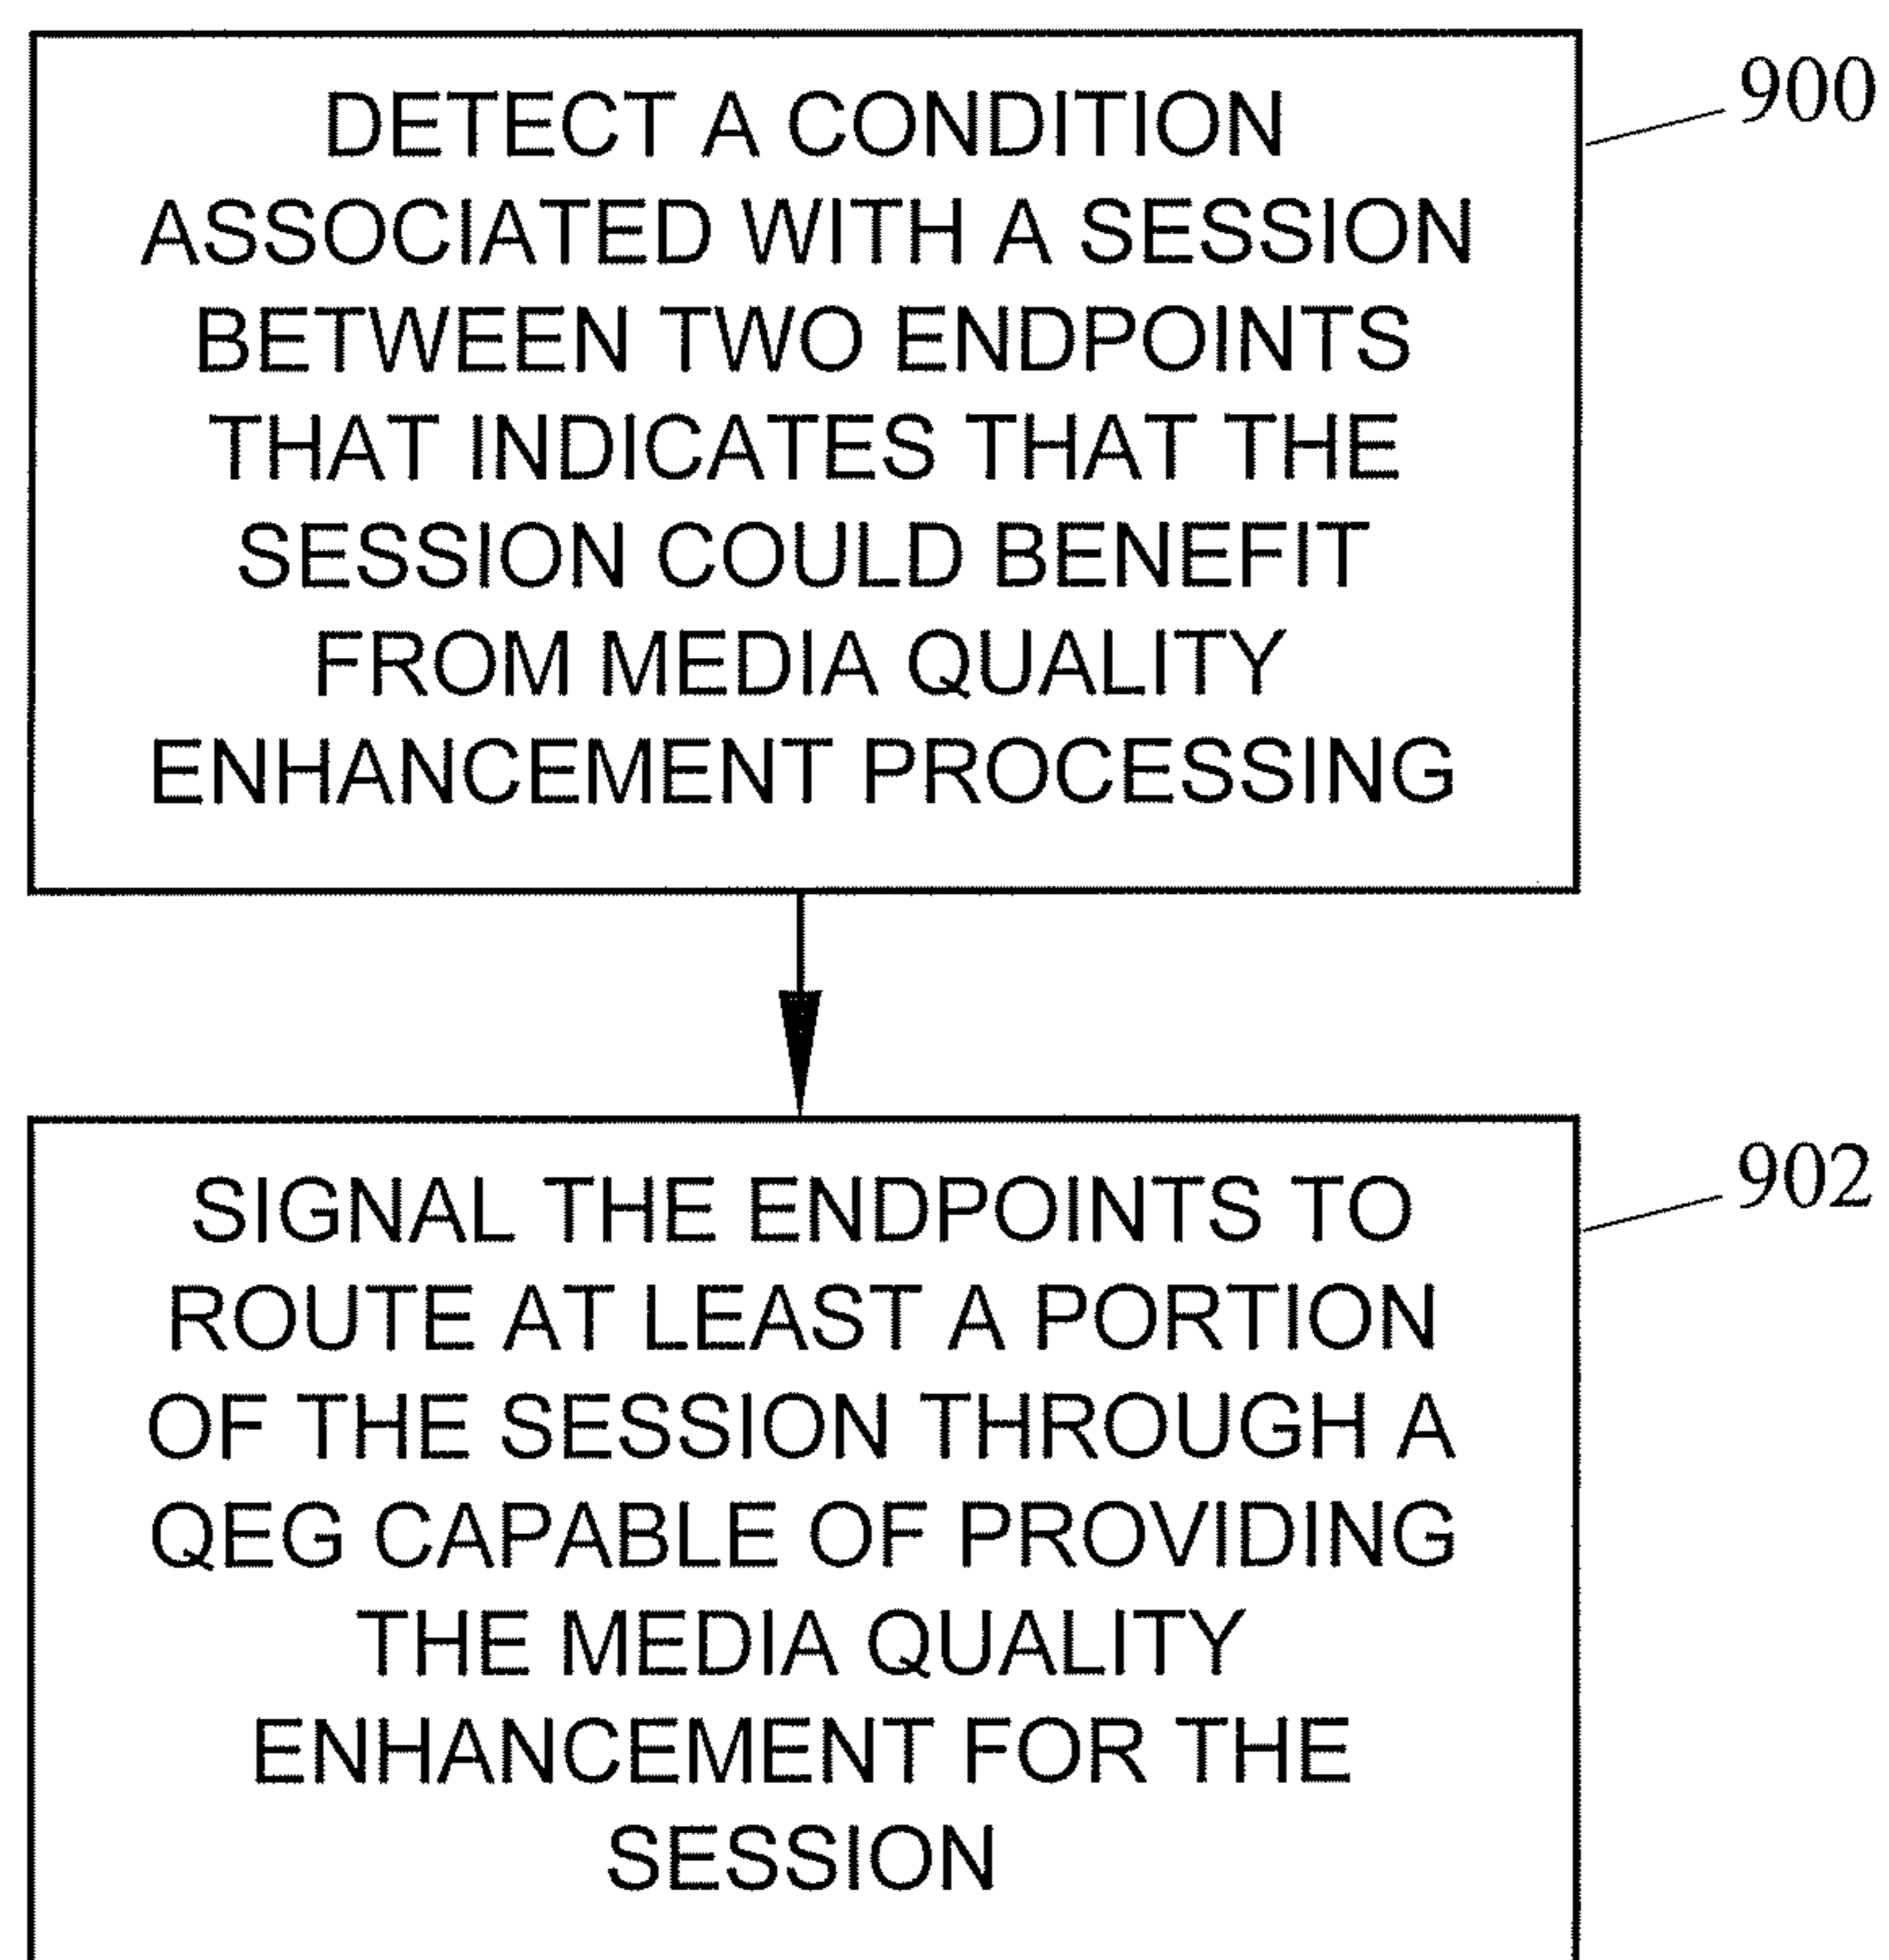 DETECT A CONDITION
ASSOCIATED WITH A SESSION
BETWEEN TWO ENDPOINTS
THAT INDICATES THAT THE
SESSION COULD BENEFIT
FROM MEDIA QUALITY
ENHANCEMENT PROCESSING
900
SIGNAL THE ENDPOINTS TO
ROUTE AT LEAST A PORTION
OF THE SESSION THROUGH A
QEG CAPABLE OF PROVIDING
THE MEDIA QUALITY
ENHANCEMENT FOR THE
SESSION
902